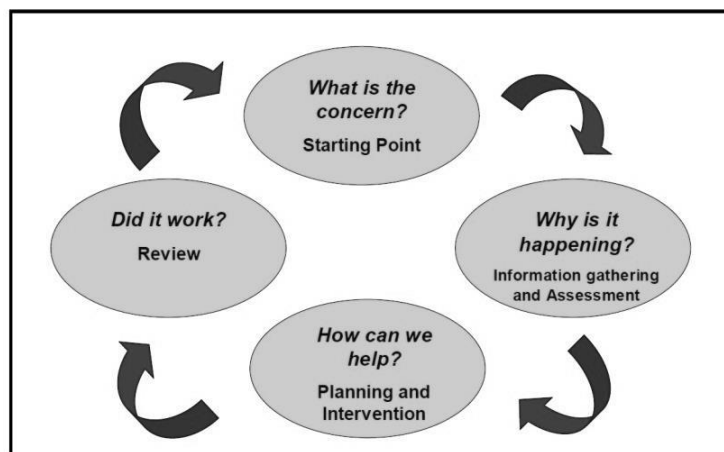 What is the
concern?
Starting Point
Why is it
happening?
Information gathering
and Assessment
How can we
help?
Planning and
Intervention
Did it work?
Review